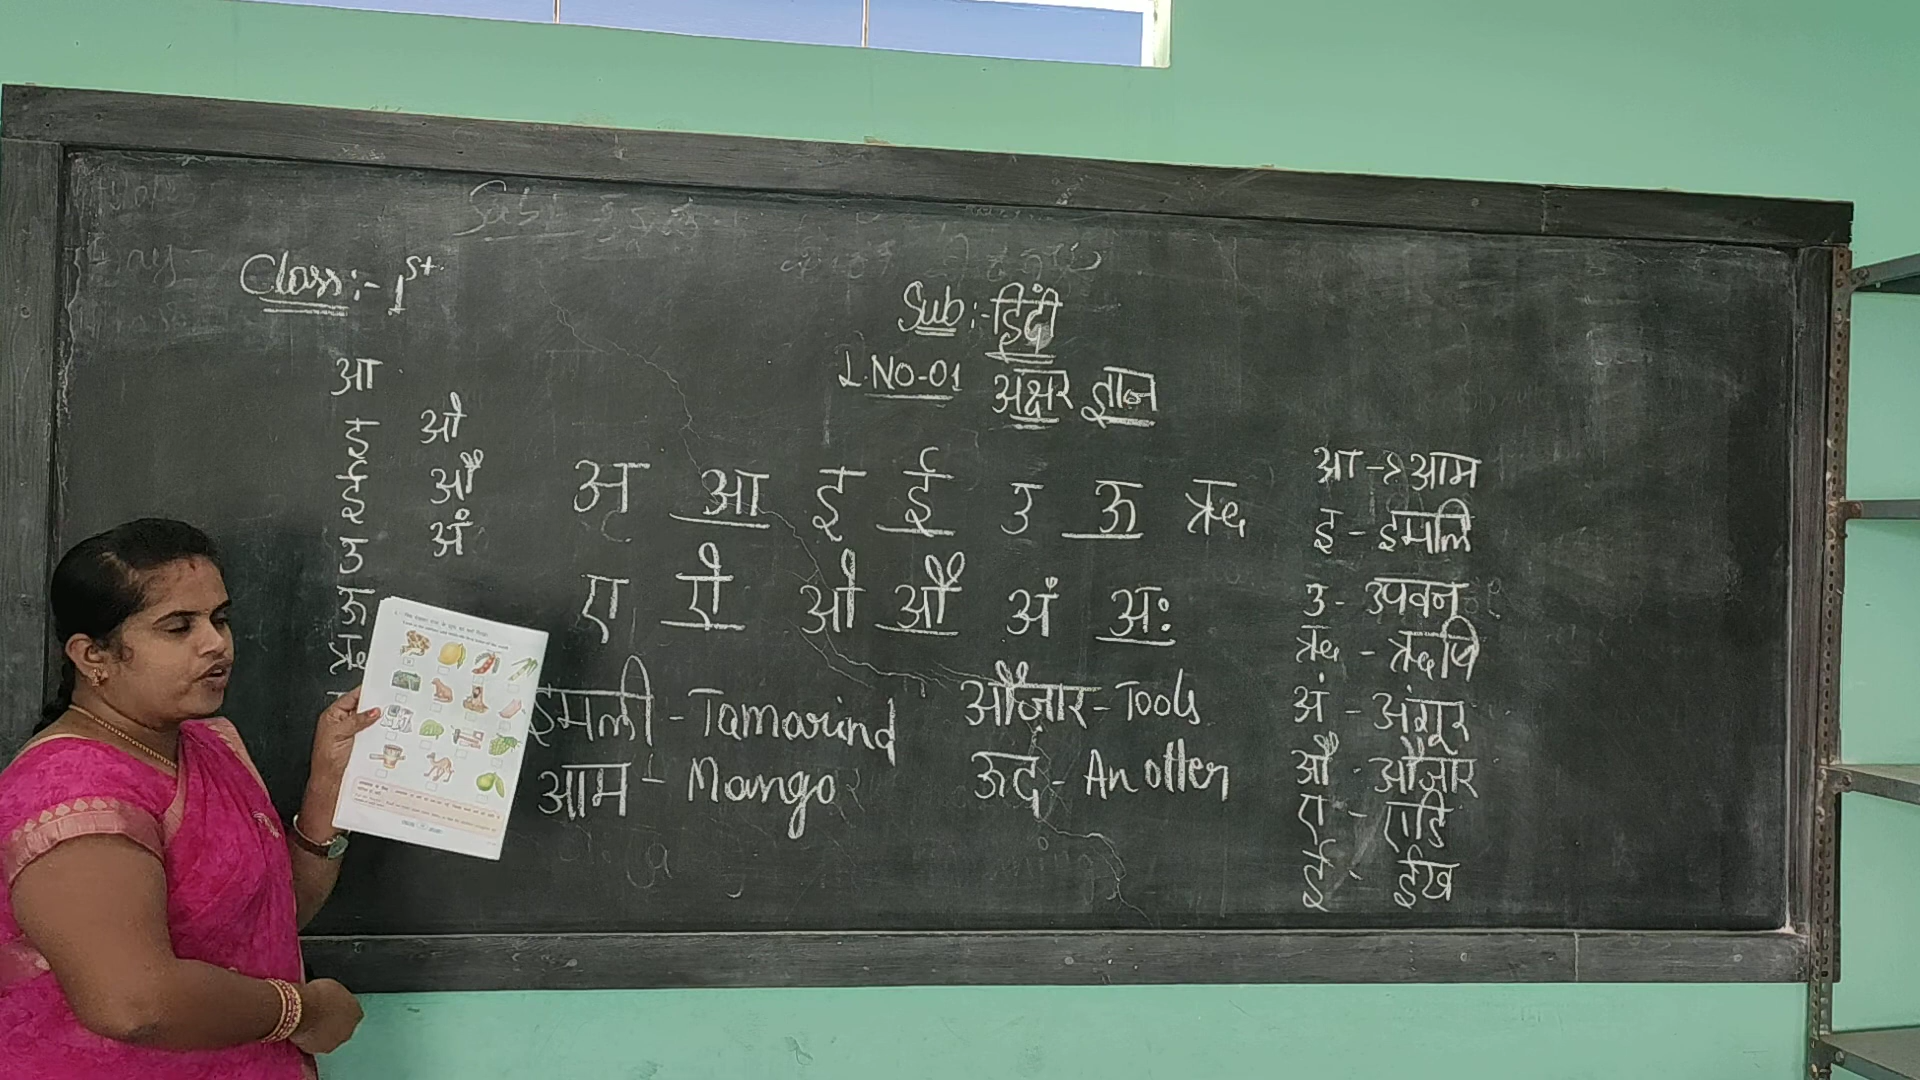 Class:- 1st
Sub:- हिंदी
L.NO-01 अक्षर ज्ञान
आ
इ
ई
उ
ऊ
ऋ
ओ
औ
अं
अ आ इ ई उ ऊ ऋ
ए ऐ ओ औ अं अः
इमली - Tamarind
आम - Mango
औज़ार - Tools
ऊद - An otter
आ - आम
इ - इमलि
उ - उपवन
ऋ - ऋषि
अं - अंगूर
औ - औज़ार
ए - एडि
ई - ईख